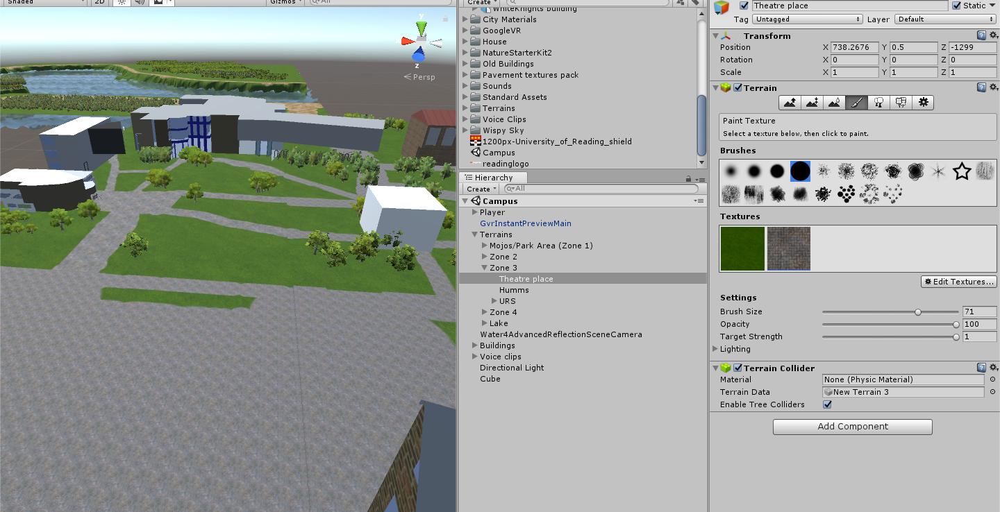 Shaded
2D
Gizmos
All
y
z
Persp
Create
WhiteKnights building
City Materials
GoogleVR
House
NatureStarterKit2
Old Buildings
Pavement textures pack
Sounds
Standard Assets
Terrains
Voice Clips
Wispy Sky
1200px-University_of_Reading_shield
Campus
readinglogo
Hierarchy
Create
All
Campus
Player
GvrInstantPreviewMain
Terrains
Mojos/Park Area (Zone 1)
Zone 2
Zone 3
Theatre place
Humms
URS
Zone 4
Lake
Water4AdvancedReflectionSceneCamera
Buildings
Voice clips
Directional Light
Cube
Theatre place
Static
Tag Untagged Layer Default
Transform
Position X 738.2676 Y 0.5 Z -1299
Rotation X 0 Y 0 Z 0
Scale X 1 Y 1 Z 1
Terrain
Paint Texture
Select a texture below, then click to paint.
Brushes
Textures
Edit Textures...
Settings
Brush Size 71
Opacity 100
Target Strength 1
Lighting
Terrain Collider
Material None (Physic Material)
Terrain Data New Terrain 3
Enable Tree Colliders
Add Component